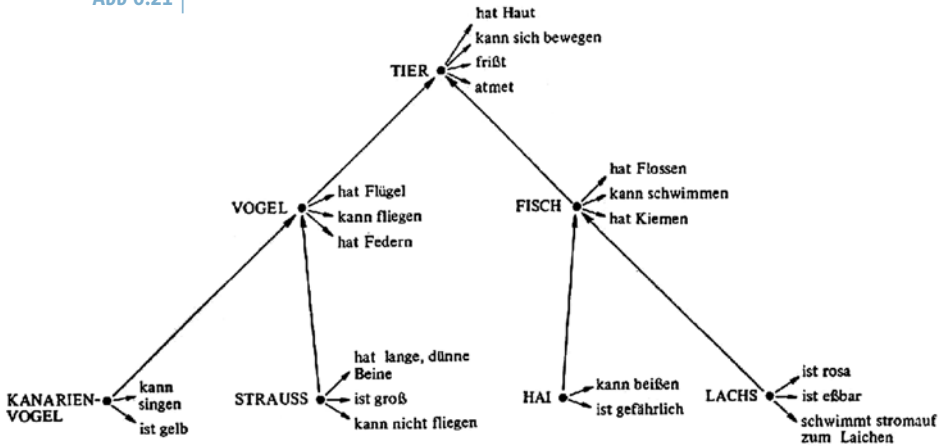 ABB 6.21
hat Haut
kann sich bewegen
TIER
frißt
atmet
VOGEL
hat Flügel
kann fliegen
hat Federn
FISCH
hat Flossen
kann schwimmen
hat Kiemen
KANARIEN-
VOGEL
kann
singen
ist gelb
STRAUSS
hat lange, dünne
Beine
ist groß
kann nicht fliegen
HAI
kann beißen
ist gefährlich
LACHS
ist rosa
ist eßbar
schwimmt stromauf
zum Laichen